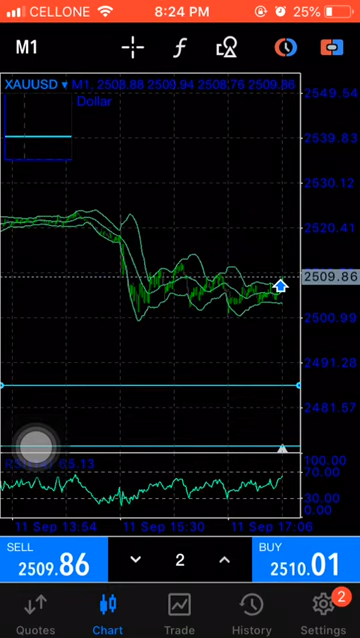 CELLONE 8:24 PM 25%
M1
XAUUSD ▼ M1, 2508.88 2509.94 2508.76 2509.86
Dollar
2549.54
2539.83
2530.12
2520.41
2509.86
2500.99
2491.28
2481.57
65.13
100.00
70.00
30.00
0.00
11 Sep 13:54 11 Sep 15:30 11 Sep 17:06
SELL
2509.86
2
BUY
2510.01
Quotes
Chart
Trade
History
Settings
2